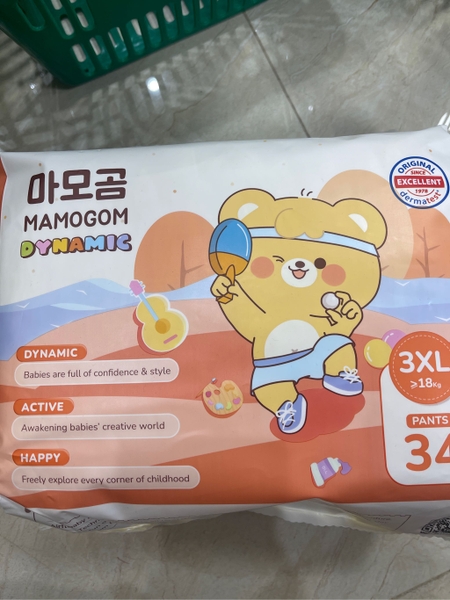 마모곰
MAMOGOM
DYNAMIC
ORIGINAL
SINCE
EXCELLENT
1978
dermatest®
DYNAMIC
Babies are full of confidence & style
ACTIVE
Awakening babies' creative world
HAPPY
Freely explore every corner of childhood
3XL
≥18Kg
PANTS
34